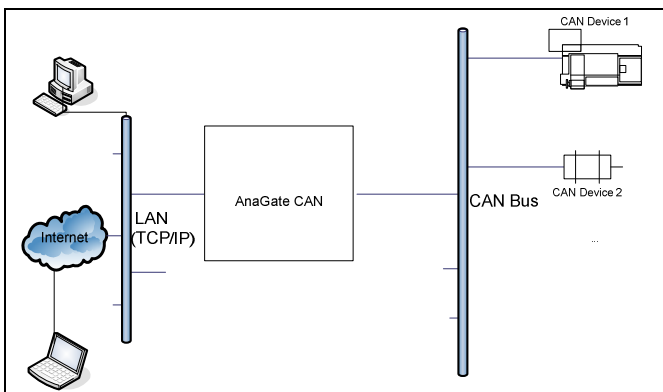 CAN Device 1
CAN Device 2
...
AnaGate CAN
CAN Bus
LAN
(TCP/IP)
Internet